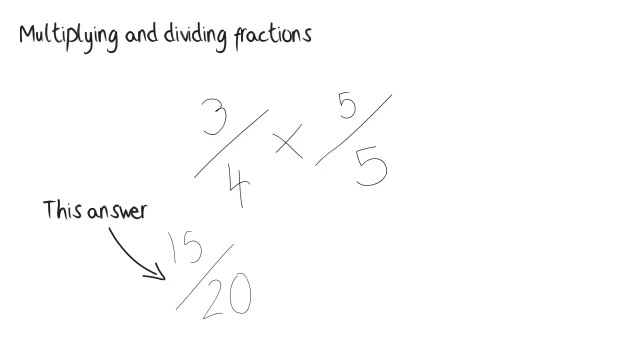 Multiplying and dividing fractions
3/4 × 5/5
This answer
15/20